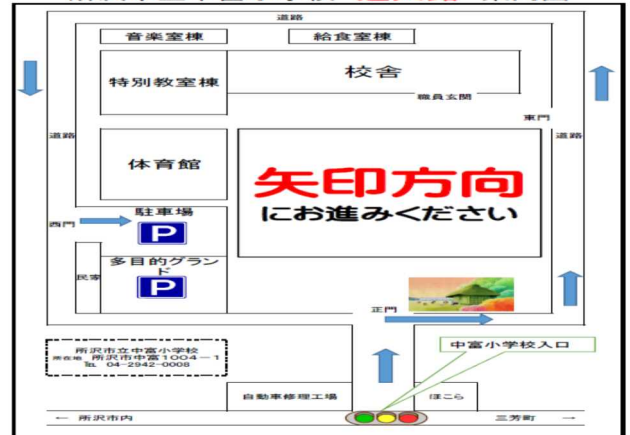 道路
音楽室棟
給食室棟
校舎
特別教室棟
職員玄関
東門
道路
道路
体育館
矢印方向
にお進みください
駐車場
西門
P
多目的グランド
民家
P
正門
中富小学校入口
所沢市立中富小学校
所在地 所沢市中富1004-1
℡ 04-2942-0008
自動車修理工場
ほこら
← 所沢市内
三芳町 →